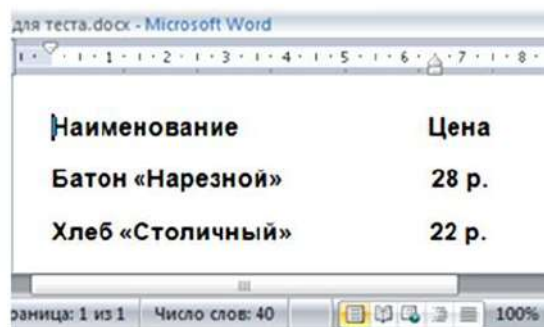 для теста.docx - Microsoft Word
1 · 2 · 3 · 4 · 5 · 6 · 7 · 8
Наименование Цена
Батон «Нарезной» 28 р.
Хлеб «Столичный» 22 р.
1 из 1 Число слов: 40 100%